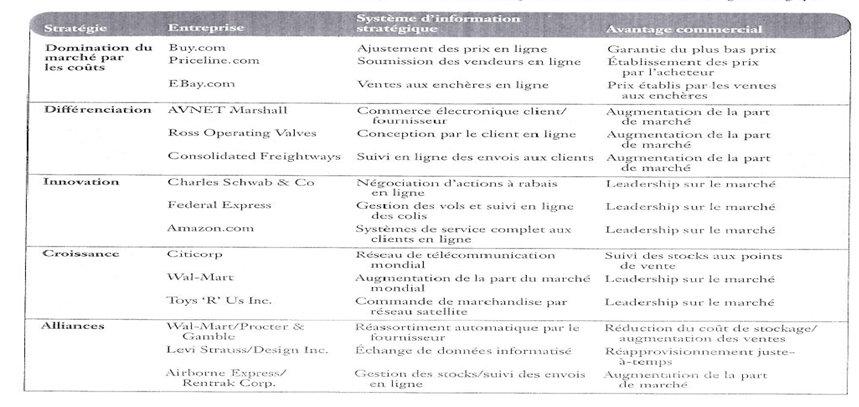 Stratégie Entreprise Système d'information stratégique Avantage commercial
Domination du marché par les coûts
Buy.com Ajustement des prix en ligne Garantie du plus bas prix
Priceline.com Soumission des vendeurs en ligne Établissement des prix par l'acheteur
EBay.com Ventes aux enchères en ligne Prix établis par les ventes aux enchères
Différenciation AVNET Marshall Commerce électronique client/ fournisseur Augmentation de la part de marché
Ross Operating Valves Conception par le client en ligne Augmentation de la part de marché
Consolidated Freightways Suivi en ligne des envois aux clients Augmentation de la part de marché
Innovation Charles Schwab & Co Négociation d'actions à rabais en ligne Leadership sur le marché
Federal Express Gestion des vols et suivi en ligne des colis Leadership sur le marché
Amazon.com Systèmes de service complet aux clients en ligne Leadership sur le marché
Croissance Citicorp Réseau de télécommunication mondial Suivi des stocks aux points de vente
Wal-Mart Augmentation de la part du marché mondial Leadership sur le marché
Toys 'R' Us Inc. Commande de marchandise par réseau satellite Leadership sur le marché
Alliances Wal-Mart/Procter & Gamble Réassortiment automatique par le fournisseur Réduction du coût de stockage/ augmentation des ventes
Levi Strauss/Design Inc. Échange de données informatisé Réapprovisionnement juste-à-temps
Airborne Express/ Rentrak Corp. Gestion des stocks/suivi des envois en ligne Augmentation de la part de marché